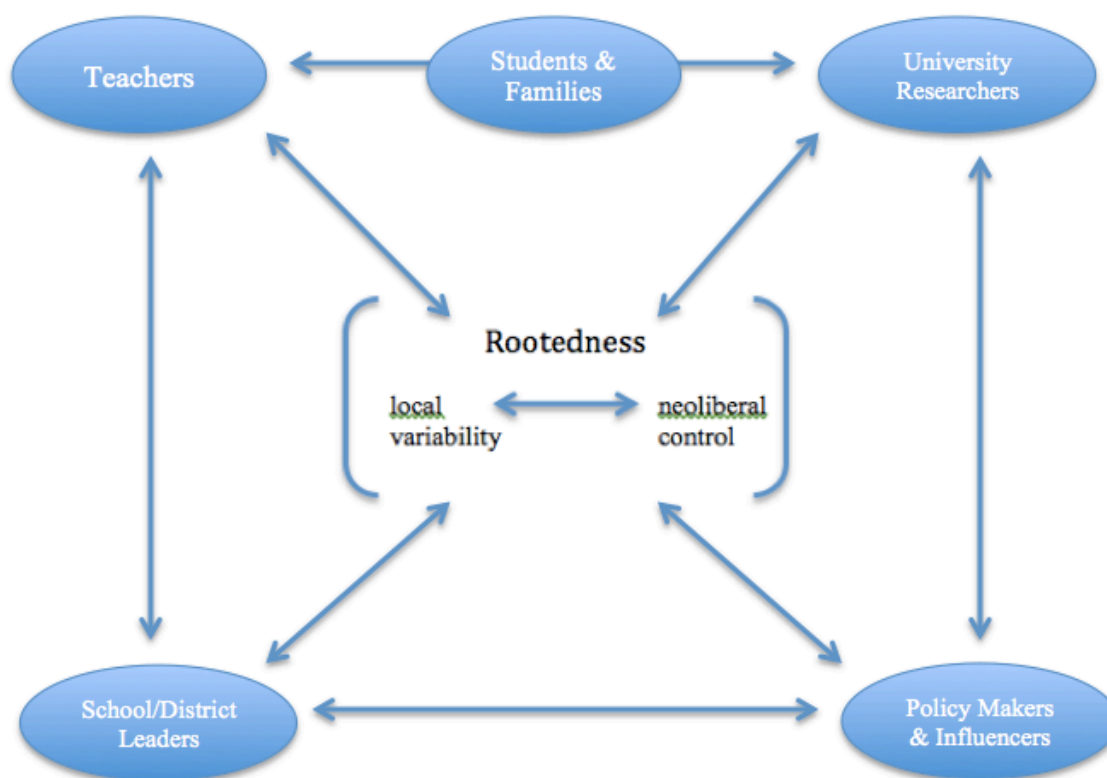 Teachers
Students &
Families
University
Researchers
Rootedness
local
variability
neoliberal
control
School/District
Leaders
Policy Makers
& Influencers